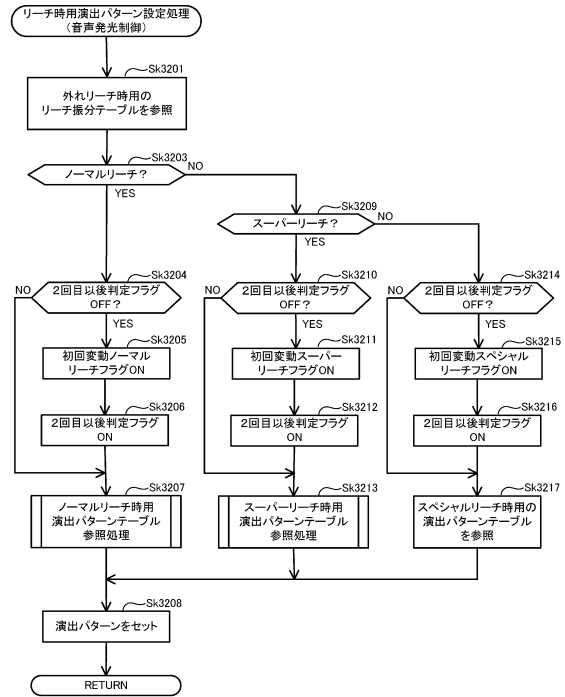 リーチ時用演出パターン設定処理
(音声発光制御)
Sk3201
外れリーチ時用の
リーチ振分テーブルを参照
Sk3203
ノーマルリーチ？
NO
YES
Sk3209
スーパーリーチ？
NO
YES
Sk3204
2回目以後判定フラグ
OFF？
NO
YES
Sk3210
2回目以後判定フラグ
OFF？
NO
YES
Sk3214
2回目以後判定フラグ
OFF？
NO
YES
Sk3205
初回変動ノーマル
リーチフラグON
Sk3211
初回変動スーパー
リーチフラグON
Sk3215
初回変動スペシャル
リーチフラグON
Sk3206
2回目以後判定フラグ
ON
Sk3212
2回目以後判定フラグ
ON
Sk3216
2回目以後判定フラグ
ON
Sk3207
ノーマルリーチ時用
演出パターンテーブル
参照処理
Sk3213
スーパーリーチ時用
演出パターンテーブル
参照処理
Sk3217
スペシャルリーチ時用の
演出パターンテーブル
を参照
Sk3208
演出パターンをセット
RETURN